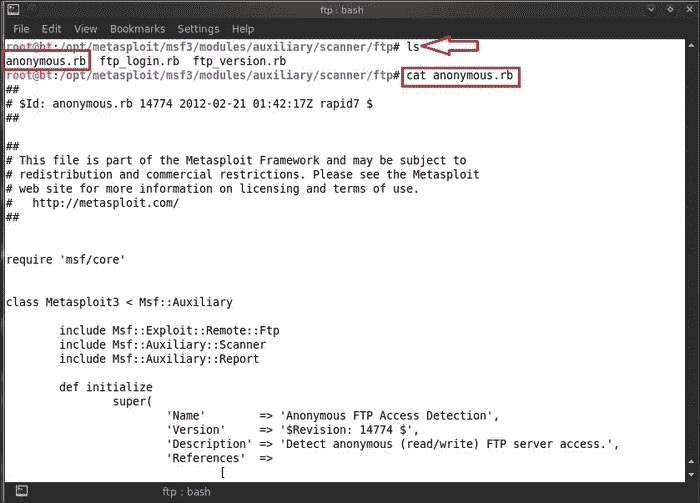 ftp : bash
File Edit View Bookmarks Settings Help
root@bt:/opt/metasploit/msf3/modules/auxiliary/scanner/ftp# ls
anonymous.rb  ftp_login.rb  ftp_version.rb
root@bt:/opt/metasploit/msf3/modules/auxiliary/scanner/ftp# cat anonymous.rb
##
# $Id: anonymous.rb 14774 2012-02-21 01:42:17Z rapid7 $
##
##
# This file is part of the Metasploit Framework and may be subject to
# redistribution and commercial restrictions. Please see the Metasploit
# web site for more information on licensing and terms of use.
#   http://metasploit.com/
##
require 'msf/core'
class Metasploit3 < Msf::Auxiliary
include Msf::Exploit::Remote::Ftp
include Msf::Auxiliary::Scanner
include Msf::Auxiliary::Report
def initialize
super(
'Name'        => 'Anonymous FTP Access Detection',
'Version'     => '$Revision: 14774 $',
'Description' => 'Detect anonymous (read/write) FTP server access.',
'References'  =>
[
ftp : bash